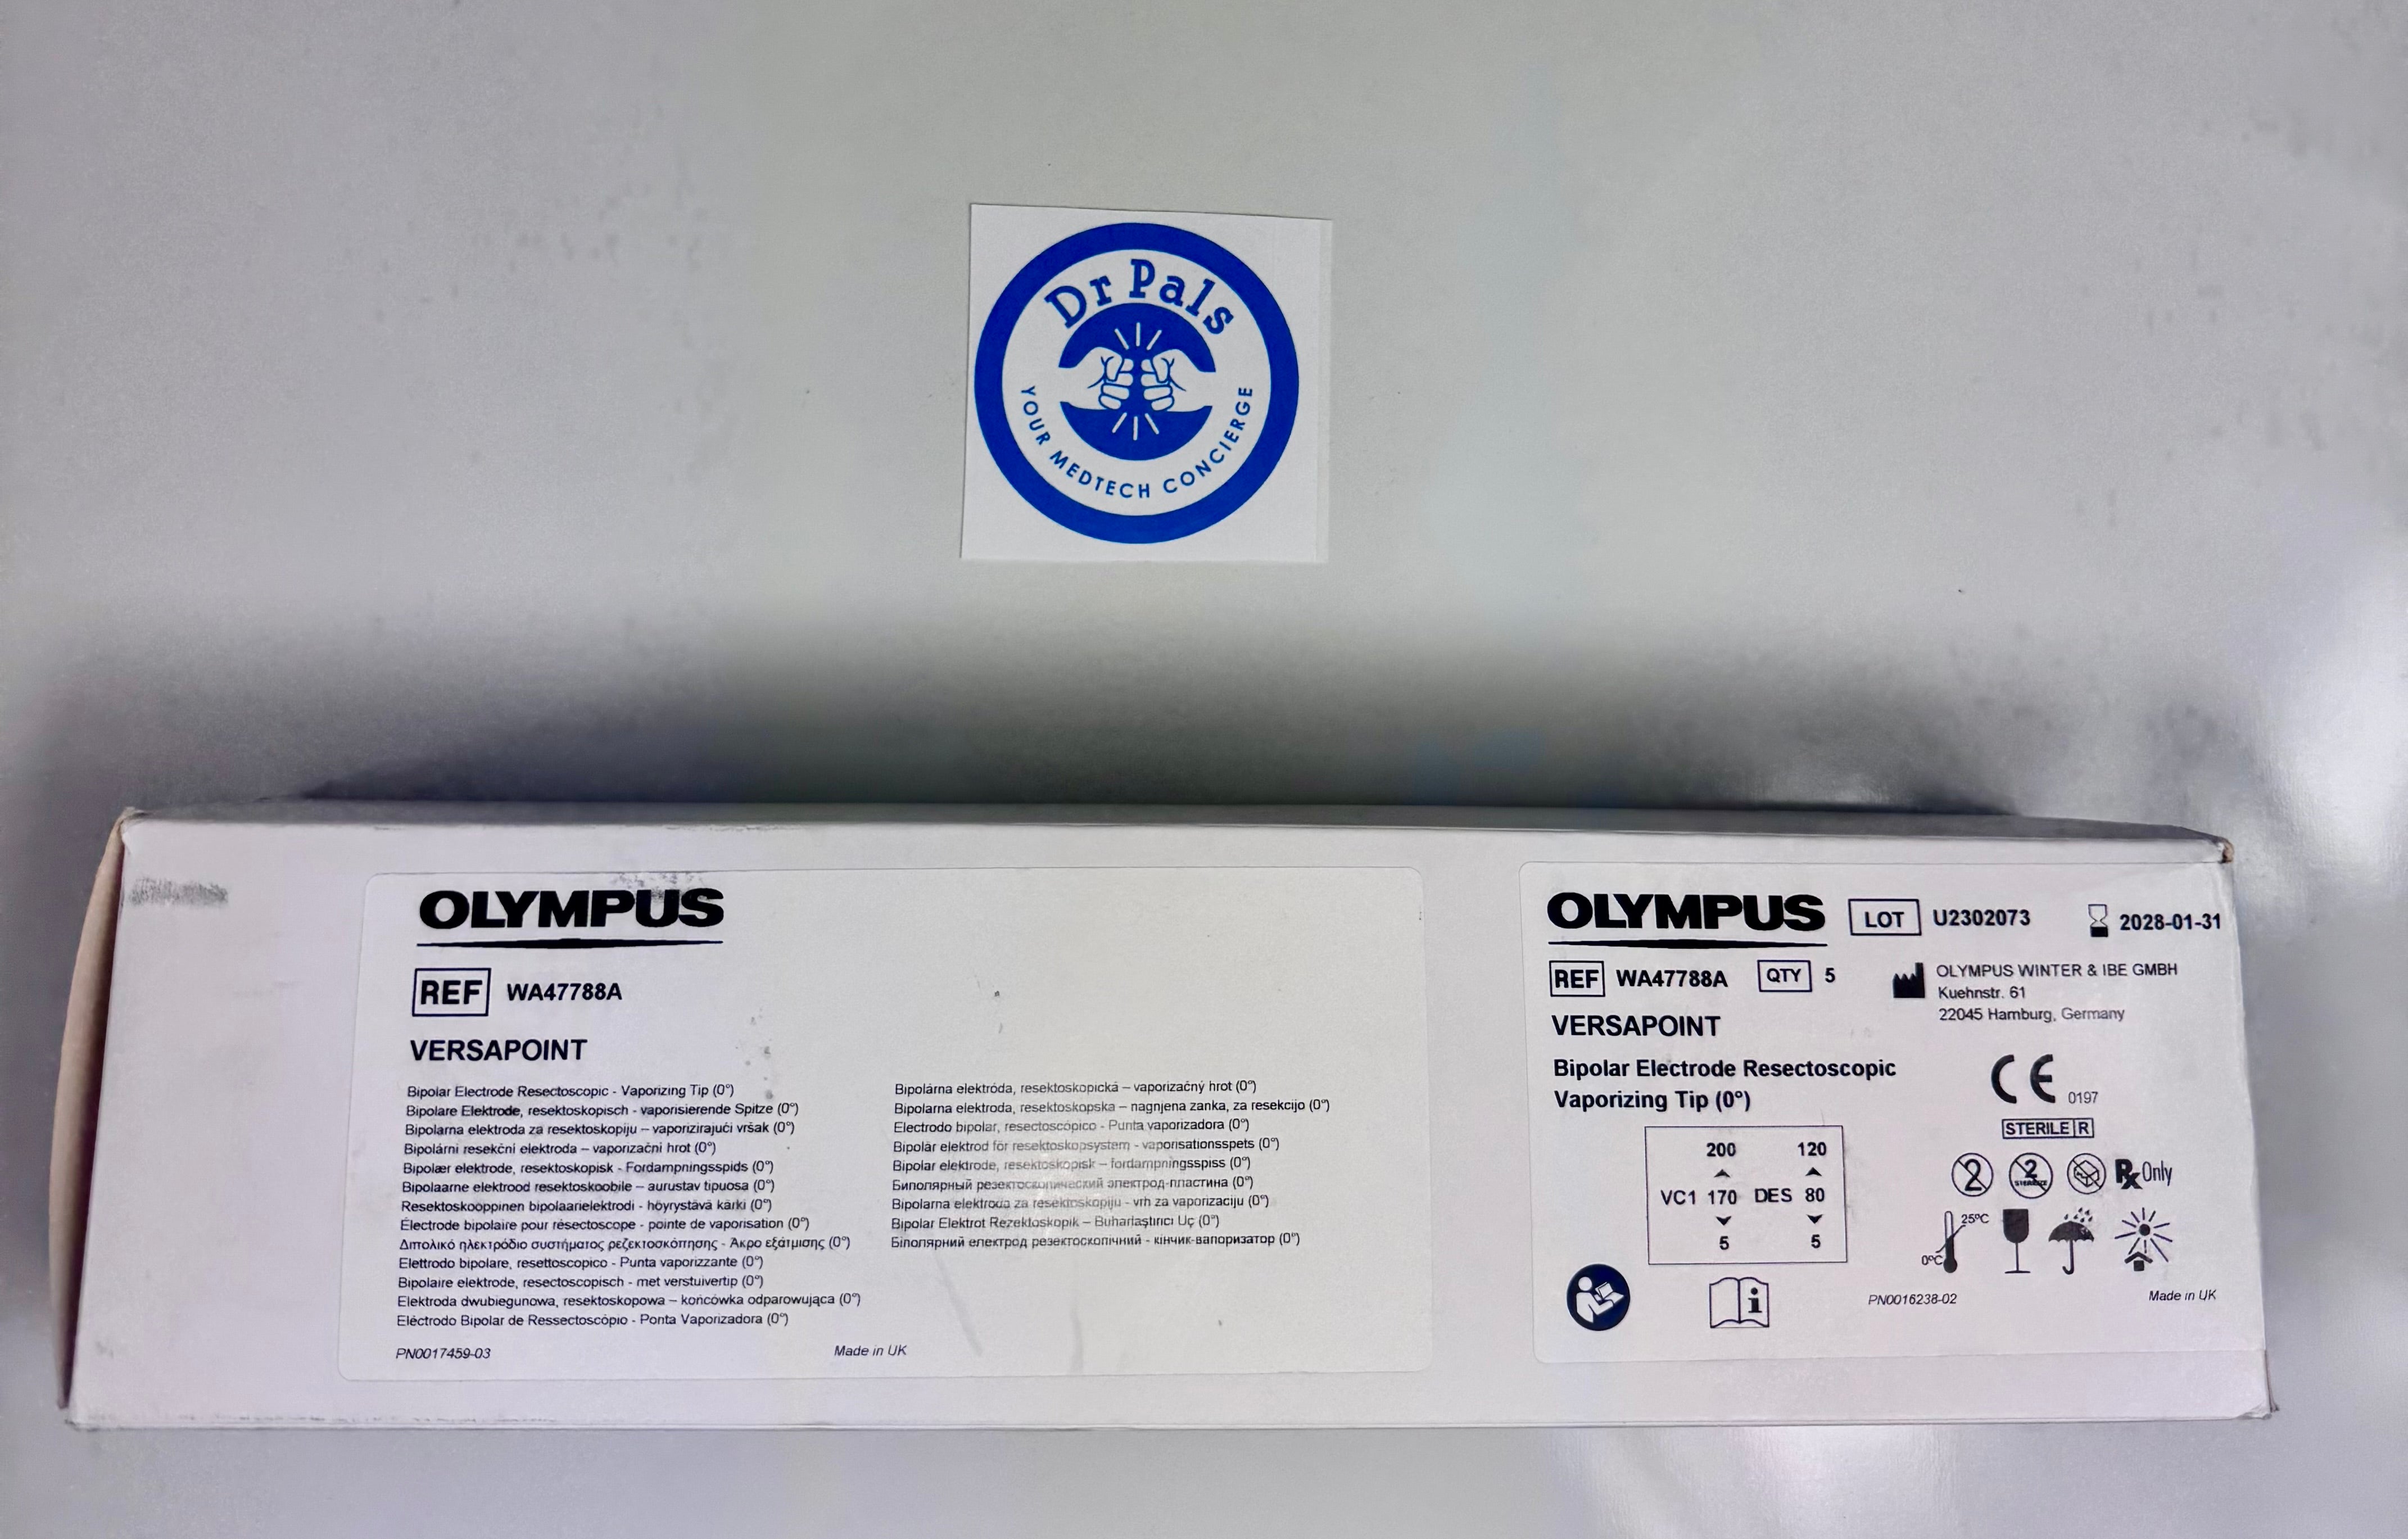 Dr Pals
YOUR MEDTECH CONCIERGE
OLYMPUS
REF WA47788A
VERSAPOINT
Bipolar Electrode Resectoscopic - Vaporizing Tip (0°)
Bipolare Elektrode, resektoskopisch - vaporisierende Spitze (0°)
Bipolarna elektroda za resektoskopiju – vaporizirajući vršak (0°)
Bipolární resekční elektroda – vaporizační hrot (0°)
Bipolær elektrode, resektoskopisk - Fordampningsspids (0°)
Bipolaarne elektrood resektoskoobile – aurustav tipuosa (0°)
Resektoskooppinen bipolaarielektrodi - höyrystävä kärki (0°)
Électrode bipolaire pour résectoscope - pointe de vaporisation (0°)
Διπολικό ηλεκτρόδιο συστήματος ρεζεκτοσκόπησης - Άκρο εξάτμισης (0°)
Elettrodo bipolare, resettoscopico - Punta vaporizzante (0°)
Bipolaire elektrode, resectoscopisch - met verstuivertip (0°)
Elektroda dwubiegunowa, resektoskopowa – końcówka odparowująca (0°)
Eléctrodo Bipolar de Ressectoscópio - Ponta Vaporizadora (0°)
PN0017459-03
Made in UK
Bipolárna elektróda, resektoskopická – vaporizačný hrot (0°)
Bipolarna elektroda, resektoskopska – nagnjena zanka, za resekcijo (0°)
Electrodo bipolar, resectoscópico - Punta vaporizadora (0°)
Bipolär elektrod för resektoskopsystem - vaporisationsspets (0°)
Bipolar elektrode, resektoskopisk – fordampningsspiss (0°)
Биполярный резектоскопический электрод-пластина (0°)
Bipolarna elektroda za resektoskopiju - vrh za vaporizaciju (0°)
Bipolar Elektrot Rezektoskopik – Buharlaştırıcı Uç (0°)
Біполярний електрод резектоскопічний - кінчик-вапоризатор (0°)
OLYMPUS LOT U2302073 2028-01-31
REF WA47788A QTY 5
OLYMPUS WINTER & IBE GMBH
Kuehnstr. 61
22045 Hamburg, Germany
VERSAPOINT
Bipolar Electrode Resectoscopic
Vaporizing Tip (0°)
200 120
VC1 170 DES 80
5 5
CE 0197
STERILE R
2 2 STERILIZE Rx Only
25°C
0°C
PN0016238-02
Made in UK